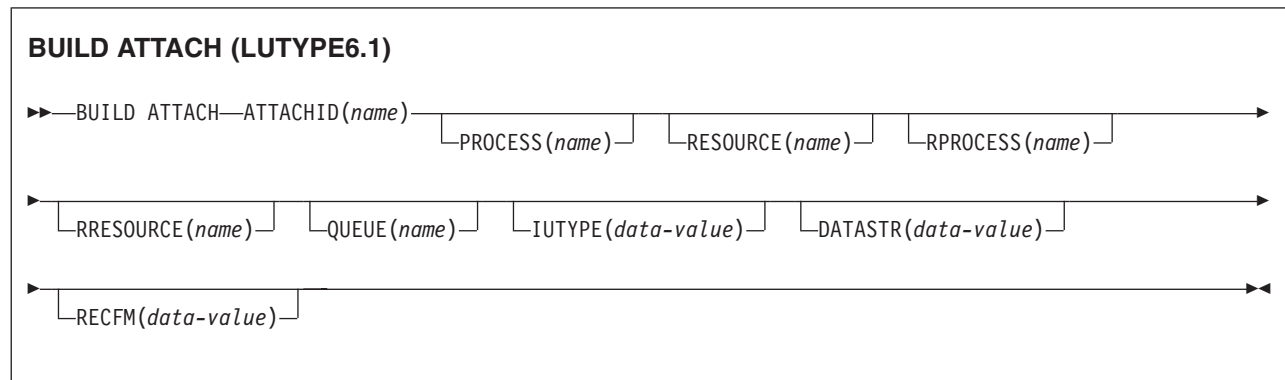 BUILD ATTACH (LUTYPE6.1)
BUILD ATTACH ATTACHID(name)
PROCESS(name) RESOURCE(name) RPROCESS(name)
RRESOURCE(name) QUEUE(name) IUTYPE(data-value) DATASTR(data-value)
RECFM(data-value)